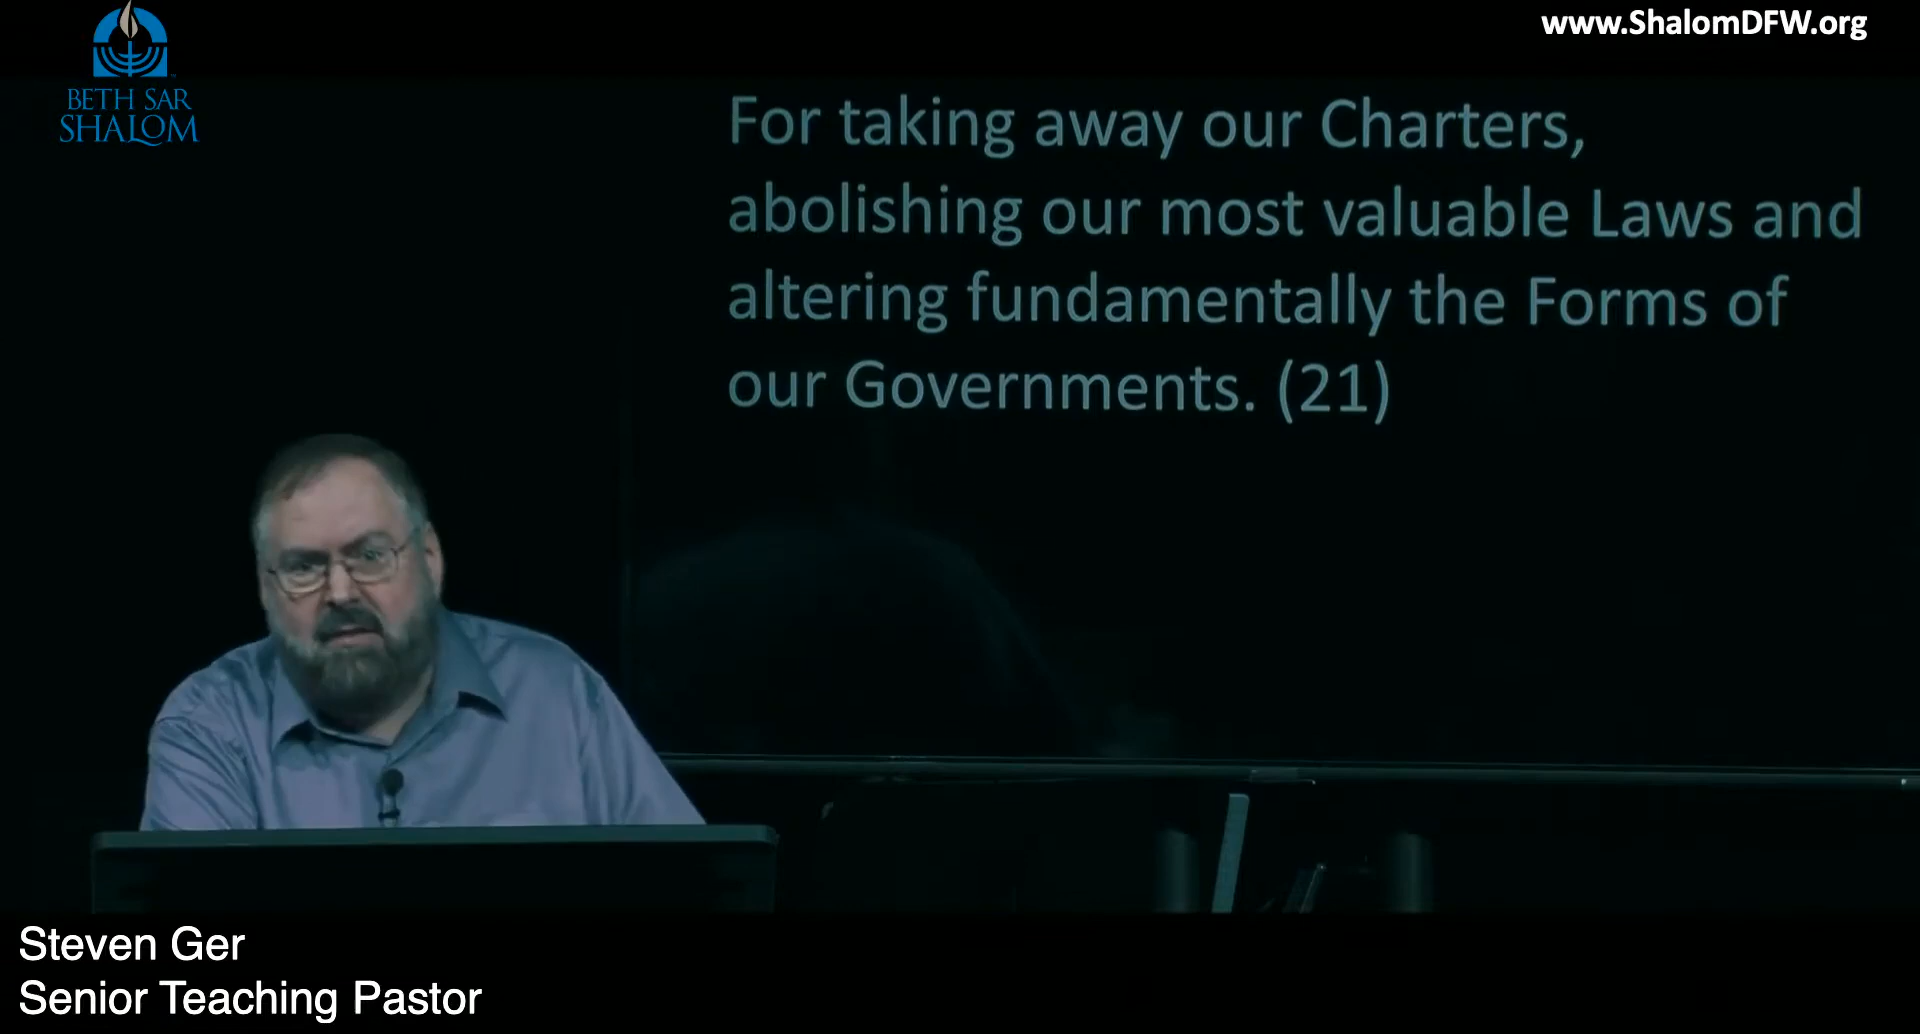 BETH SAR
SHALOM
www.ShalomDFW.org
For taking away our Charters,
abolishing our most valuable Laws and
altering fundamentally the Forms of
our Governments. (21)
Steven Ger
Senior Teaching Pastor